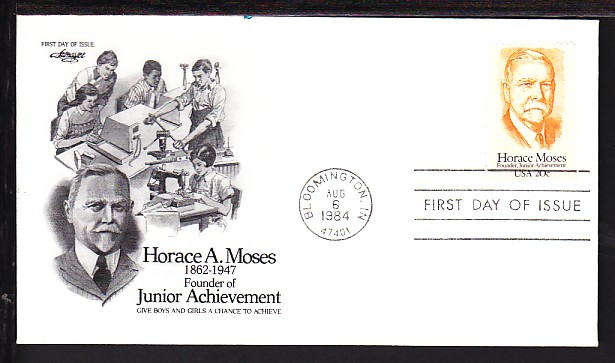 FIRST DAY OF ISSUE
Horace Moses
Founder, Junior Achievement
USA 20c
BLOOMINGTON, IN
AUG
6
1984
47401
FIRST DAY OF ISSUE
Horace A. Moses
1862-1947
Founder of
Junior Achievement
GIVE BOYS AND GIRLS A CHANCE TO ACHIEVE